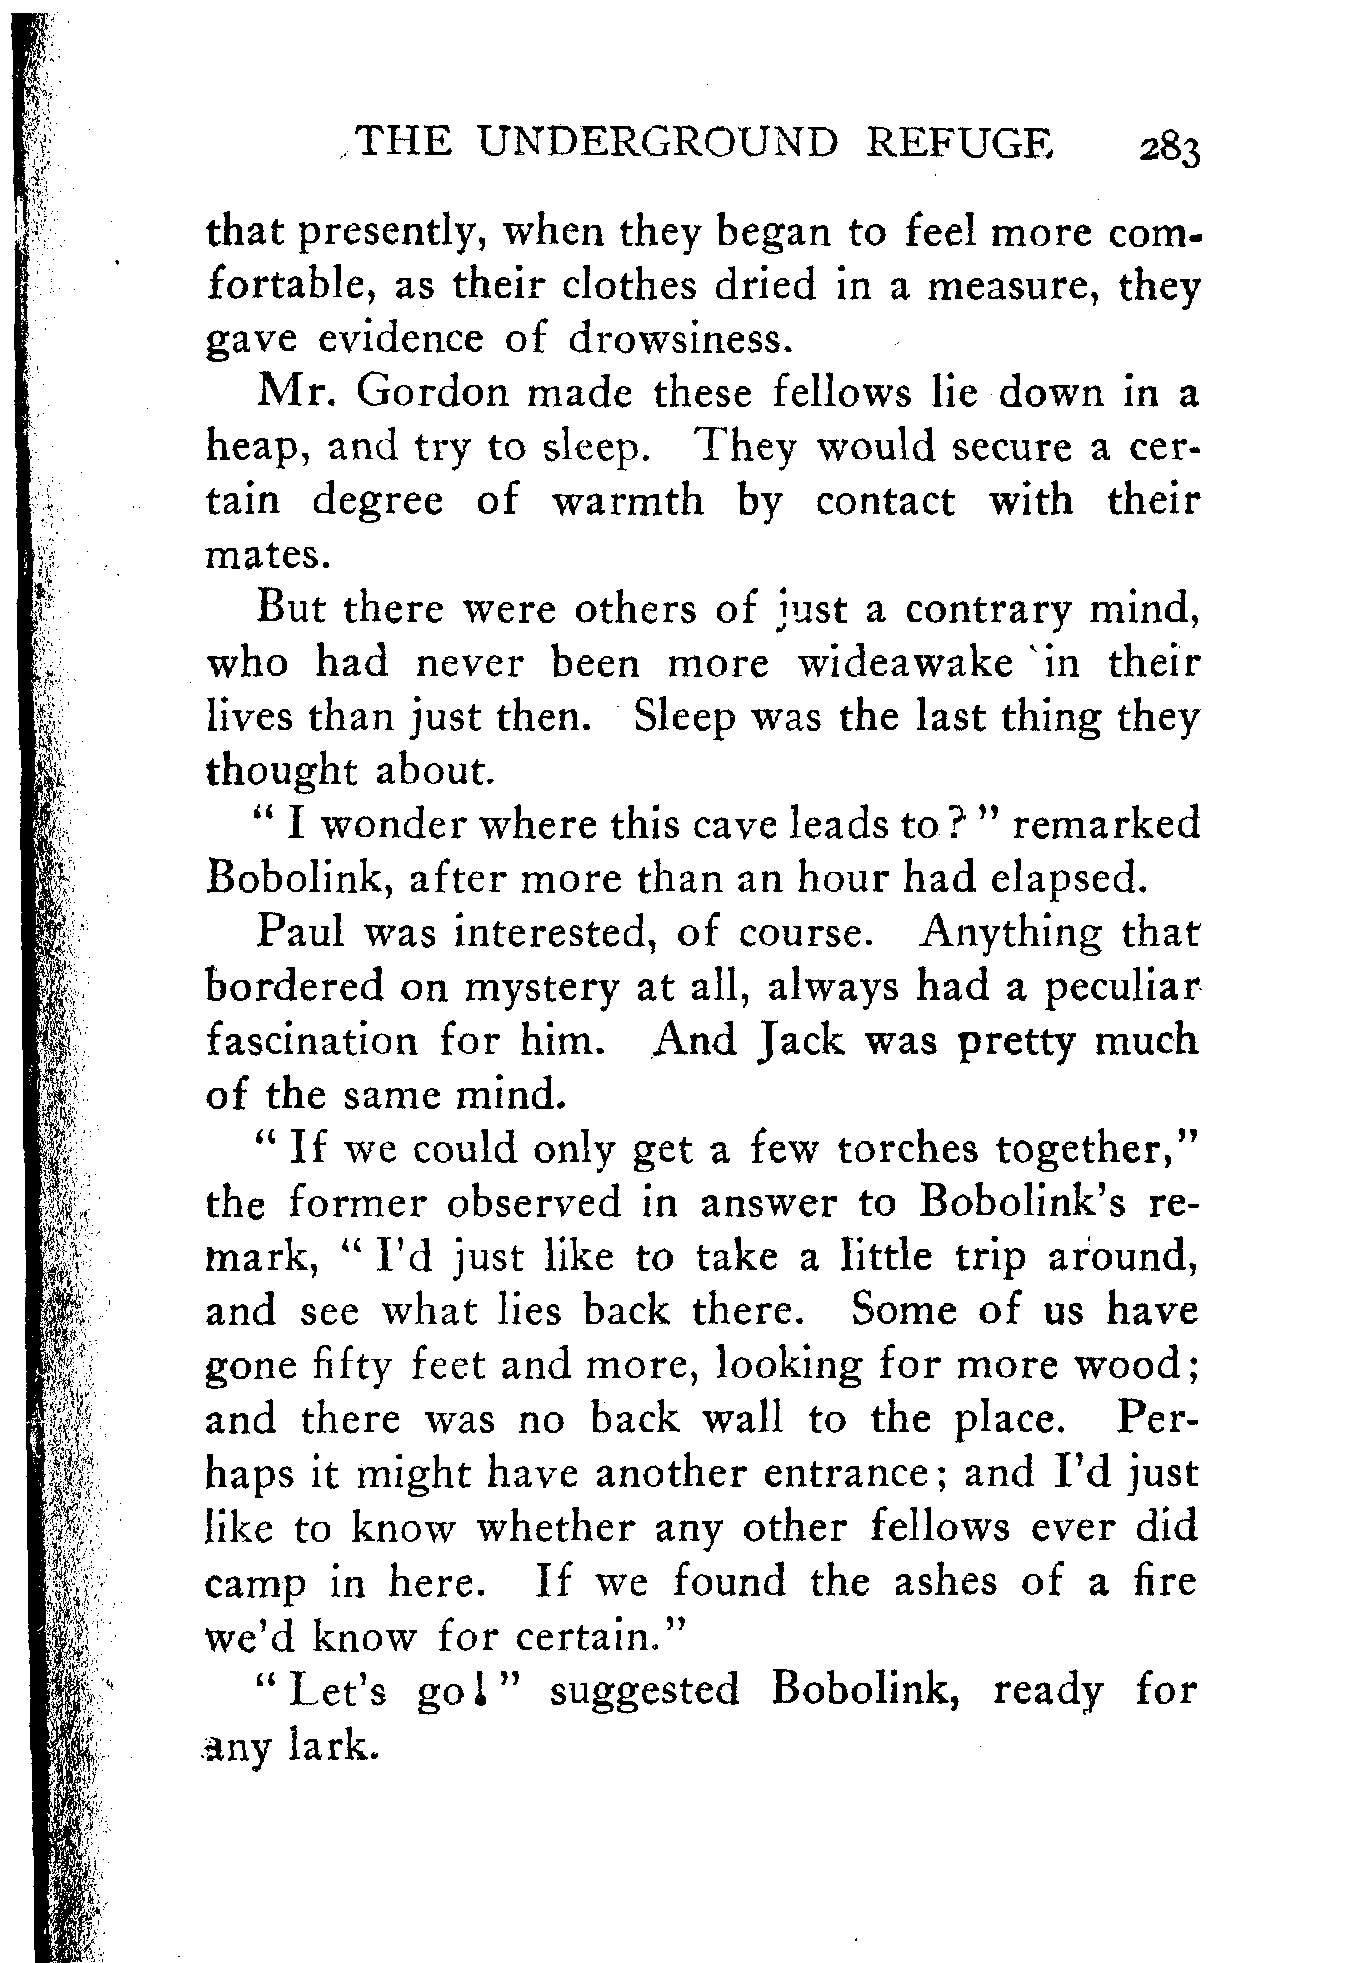 THE UNDERGROUND REFUGE 283
that presently, when they began to feel more com-
fortable, as their clothes dried in a measure, they
gave evidence of drowsiness.
Mr. Gordon made these fellows lie down in a
heap, and try to sleep. They would secure a cer-
tain degree of warmth by contact with their
mates.
But there were others of just a contrary mind,
who had never been more wideawake in their
lives than just then. Sleep was the last thing they
thought about.
“ I wonder where this cave leads to ? ” remarked
Bobolink, after more than an hour had elapsed.
Paul was interested, of course. Anything that
bordered on mystery at all, always had a peculiar
fascination for him. And Jack was pretty much
of the same mind.
“ If we could only get a few torches together,”
the former observed in answer to Bobolink's re-
mark, “ I'd just like to take a little trip around,
and see what lies back there. Some of us have
gone fifty feet and more, looking for more wood ;
and there was no back wall to the place. Per-
haps it might have another entrance ; and I'd just
like to know whether any other fellows ever did
camp in here. If we found the ashes of a fire
we'd know for certain.”
“ Let's go ! ” suggested Bobolink, ready for
any lark.